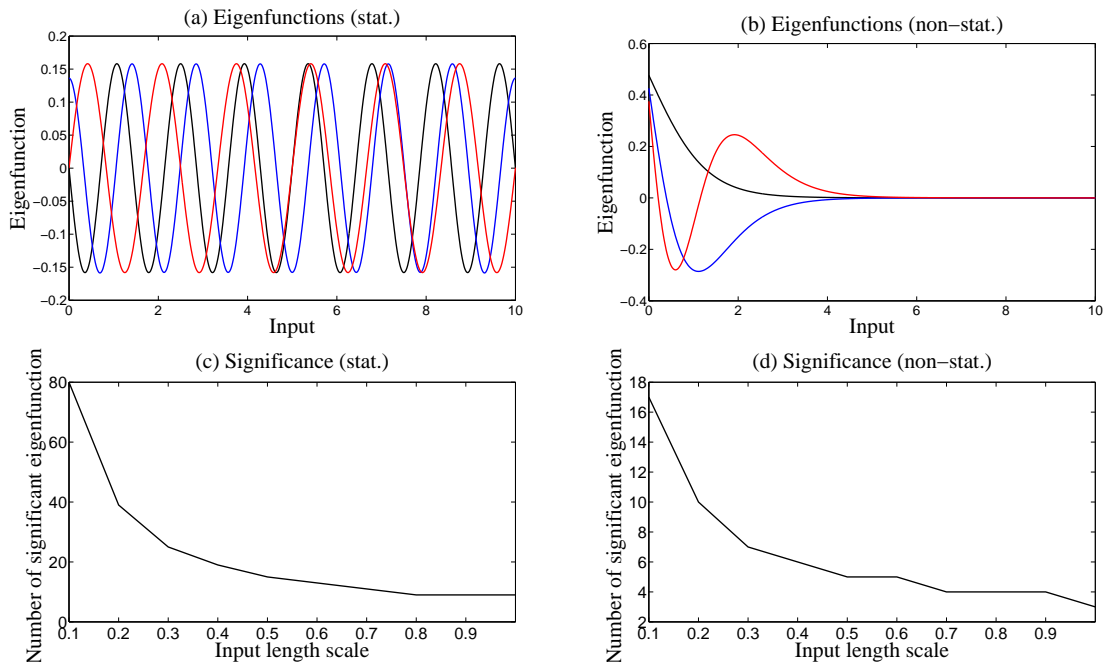 (a) Eigenfunctions (stat.)
0.2
0.15
0.1
0.05
0
−0.05
−0.1
−0.15
−0.2
Eigenfunction
0 2 4 6 8 10
Input
(b) Eigenfunctions (non−stat.)
0.6
0.4
0.2
0
−0.2
−0.4
Eigenfunction
0 2 4 6 8 10
Input
(c) Significance (stat.)
80
60
40
20
0
Number of significant eigenfunction
0.1 0.2 0.3 0.4 0.5 0.6 0.7 0.8 0.9
Input length scale
(d) Significance (non−stat.)
18
16
14
12
10
8
6
4
2
Number of significant eigenfunction
0.1 0.2 0.3 0.4 0.5 0.6 0.7 0.8 0.9
Input length scale